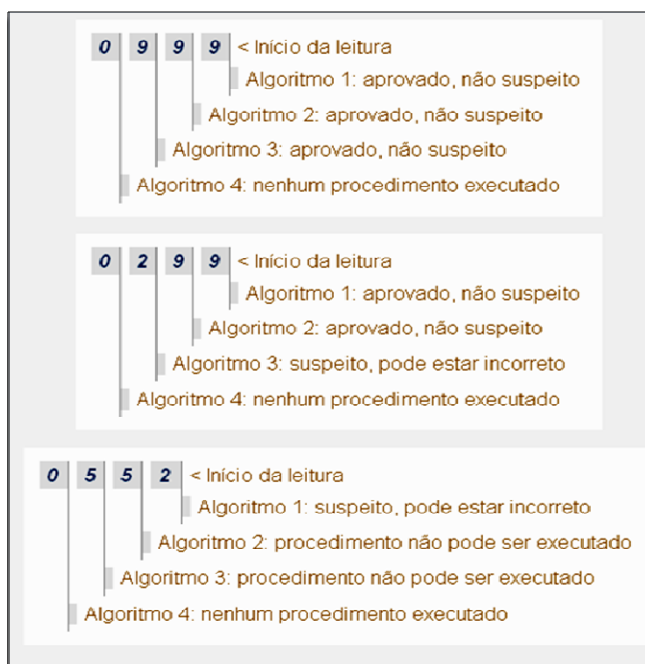 0 9 9 9 < Início da leitura
Algoritmo 1: aprovado, não suspeito
Algoritmo 2: aprovado, não suspeito
Algoritmo 3: aprovado, não suspeito
Algoritmo 4: nenhum procedimento executado
0 2 9 9 < Início da leitura
Algoritmo 1: aprovado, não suspeito
Algoritmo 2: aprovado, não suspeito
Algoritmo 3: suspeito, pode estar incorreto
Algoritmo 4: nenhum procedimento executado
0 5 5 2 < Início da leitura
Algoritmo 1: suspeito, pode estar incorreto
Algoritmo 2: procedimento não pode ser executado
Algoritmo 3: procedimento não pode ser executado
Algoritmo 4: nenhum procedimento executado